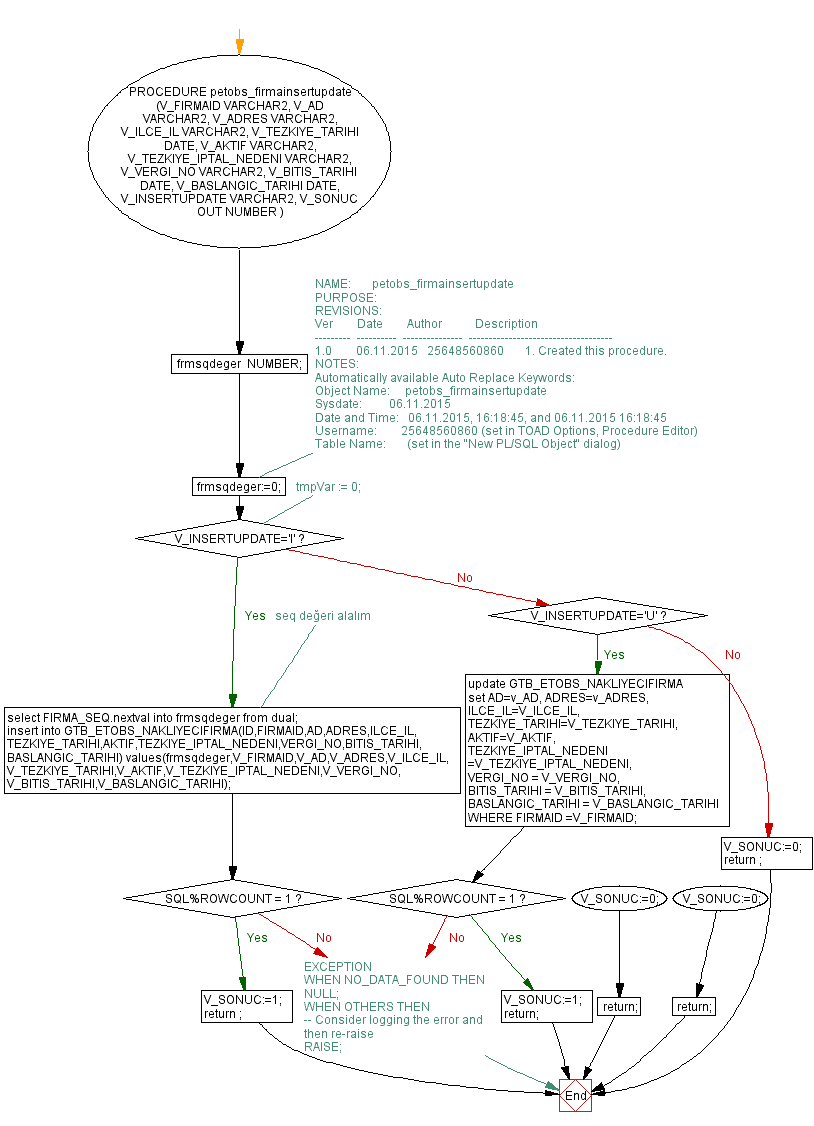 PROCEDURE petobs_firmainsertupdate
(V_FIRMAID VARCHAR2, V_AD
VARCHAR2, V_ADRES VARCHAR2,
V_ILCE_IL VARCHAR2, V_TEZKIYE_TARIHI
DATE, V_AKTIF VARCHAR2,
V_TEZKIYE_IPTAL_NEDENI VARCHAR2,
V_VERGI_NO VARCHAR2, V_BITIS_TARIHI
DATE, V_BASLANGIC_TARIHI DATE,
V_INSERTUPDATE VARCHAR2, V_SONUC
OUT NUMBER )
NAME: petobs_firmainsertupdate
PURPOSE:
REVISIONS:
Ver Date Author Description
--------- ---------- --------------- ------------------------------------
1.0 06.11.2015 25648560860 1. Created this procedure.
NOTES:
Automatically available Auto Replace Keywords:
Object Name: petobs_firmainsertupdate
Sysdate: 06.11.2015
Date and Time: 06.11.2015, 16:18:45, and 06.11.2015 16:18:45
Username: 25648560860 (set in TOAD Options, Procedure Editor)
Table Name: (set in the "New PL/SQL Object" dialog)
frmsqdeger NUMBER;
frmsqdeger:=0;
tmpVar := 0;
V_INSERTUPDATE='I' ?
No
Yes
seq değeri alalım
V_INSERTUPDATE='U' ?
Yes
No
select FIRMA_SEQ.nextval into frmsqdeger from dual;
insert into GTB_ETOBS_NAKLIYECIFIRMA(ID,FIRMAID,AD,ADRES,ILCE_IL,
TEZKIYE_TARIHI,AKTIF,TEZKIYE_IPTAL_NEDENI,VERGI_NO,BITIS_TARIHI,
BASLANGIC_TARIHI) values(frmsqdeger,V_FIRMAID,V_AD,V_ADRES,V_ILCE_IL,
V_TEZKIYE_TARIHI,V_AKTIF,V_TEZKIYE_IPTAL_NEDENI,V_VERGI_NO,
V_BITIS_TARIHI,V_BASLANGIC_TARIHI);
update GTB_ETOBS_NAKLIYECIFIRMA
set AD=v_AD, ADRES=v_ADRES,
ILCE_IL=V_ILCE_IL,
TEZKIYE_TARIHI=V_TEZKIYE_TARIHI,
AKTIF=V_AKTIF,
TEZKIYE_IPTAL_NEDENI
=V_TEZKIYE_IPTAL_NEDENI,
VERGI_NO = V_VERGI_NO,
BITIS_TARIHI = V_BITIS_TARIHI,
BASLANGIC_TARIHI = V_BASLANGIC_TARIHI
WHERE FIRMAID =V_FIRMAID;
V_SONUC:=0;
return ;
SQL%ROWCOUNT = 1 ?
SQL%ROWCOUNT = 1 ?
V_SONUC:=0;
V_SONUC:=0;
Yes
No
No
Yes
EXCEPTION
WHEN NO_DATA_FOUND THEN
NULL;
WHEN OTHERS THEN
-- Consider logging the error and
then re-raise
RAISE;
V_SONUC:=1;
return ;
V_SONUC:=1;
return;
return;
return;
End